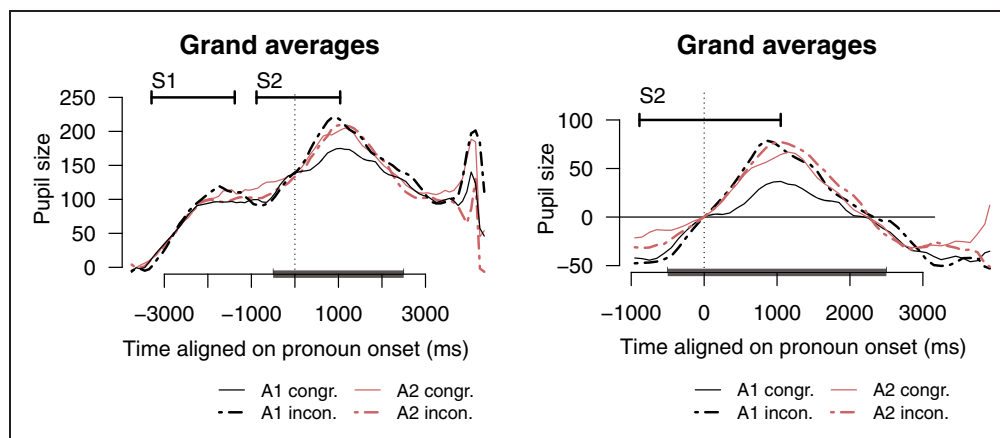 Grand averages
S1 S2
250
200
150
100
50
0
Pupil size
−3000 −1000 1000 3000
Time aligned on pronoun onset (ms)
A1 congr. A2 congr.
A1 incon. A2 incon.
Grand averages
S2
100
50
0
−50
Pupil size
−1000 0 1000 2000 3000
Time aligned on pronoun onset (ms)
A1 congr. A2 congr.
A1 incon. A2 incon.